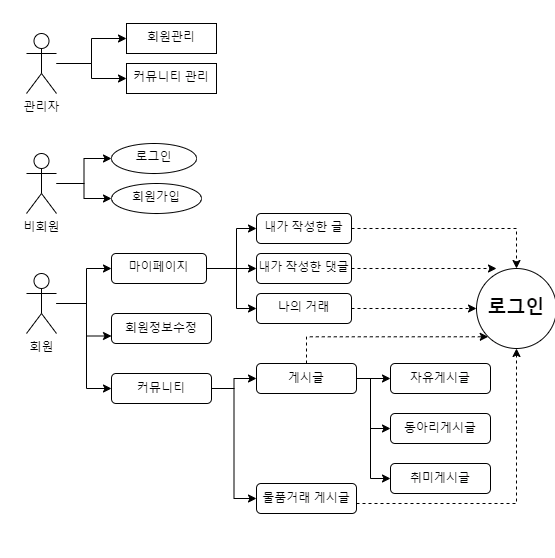 회원관리
커뮤니티 관리
관리자
로그인
회원가입
비회원
내가 작성한 글
마이페이지
내가 작성한 댓글
나의 거래
로그인
회원정보수정
회원
커뮤니티
게시글
자유게시글
동아리게시글
취미게시글
물품거래 게시글